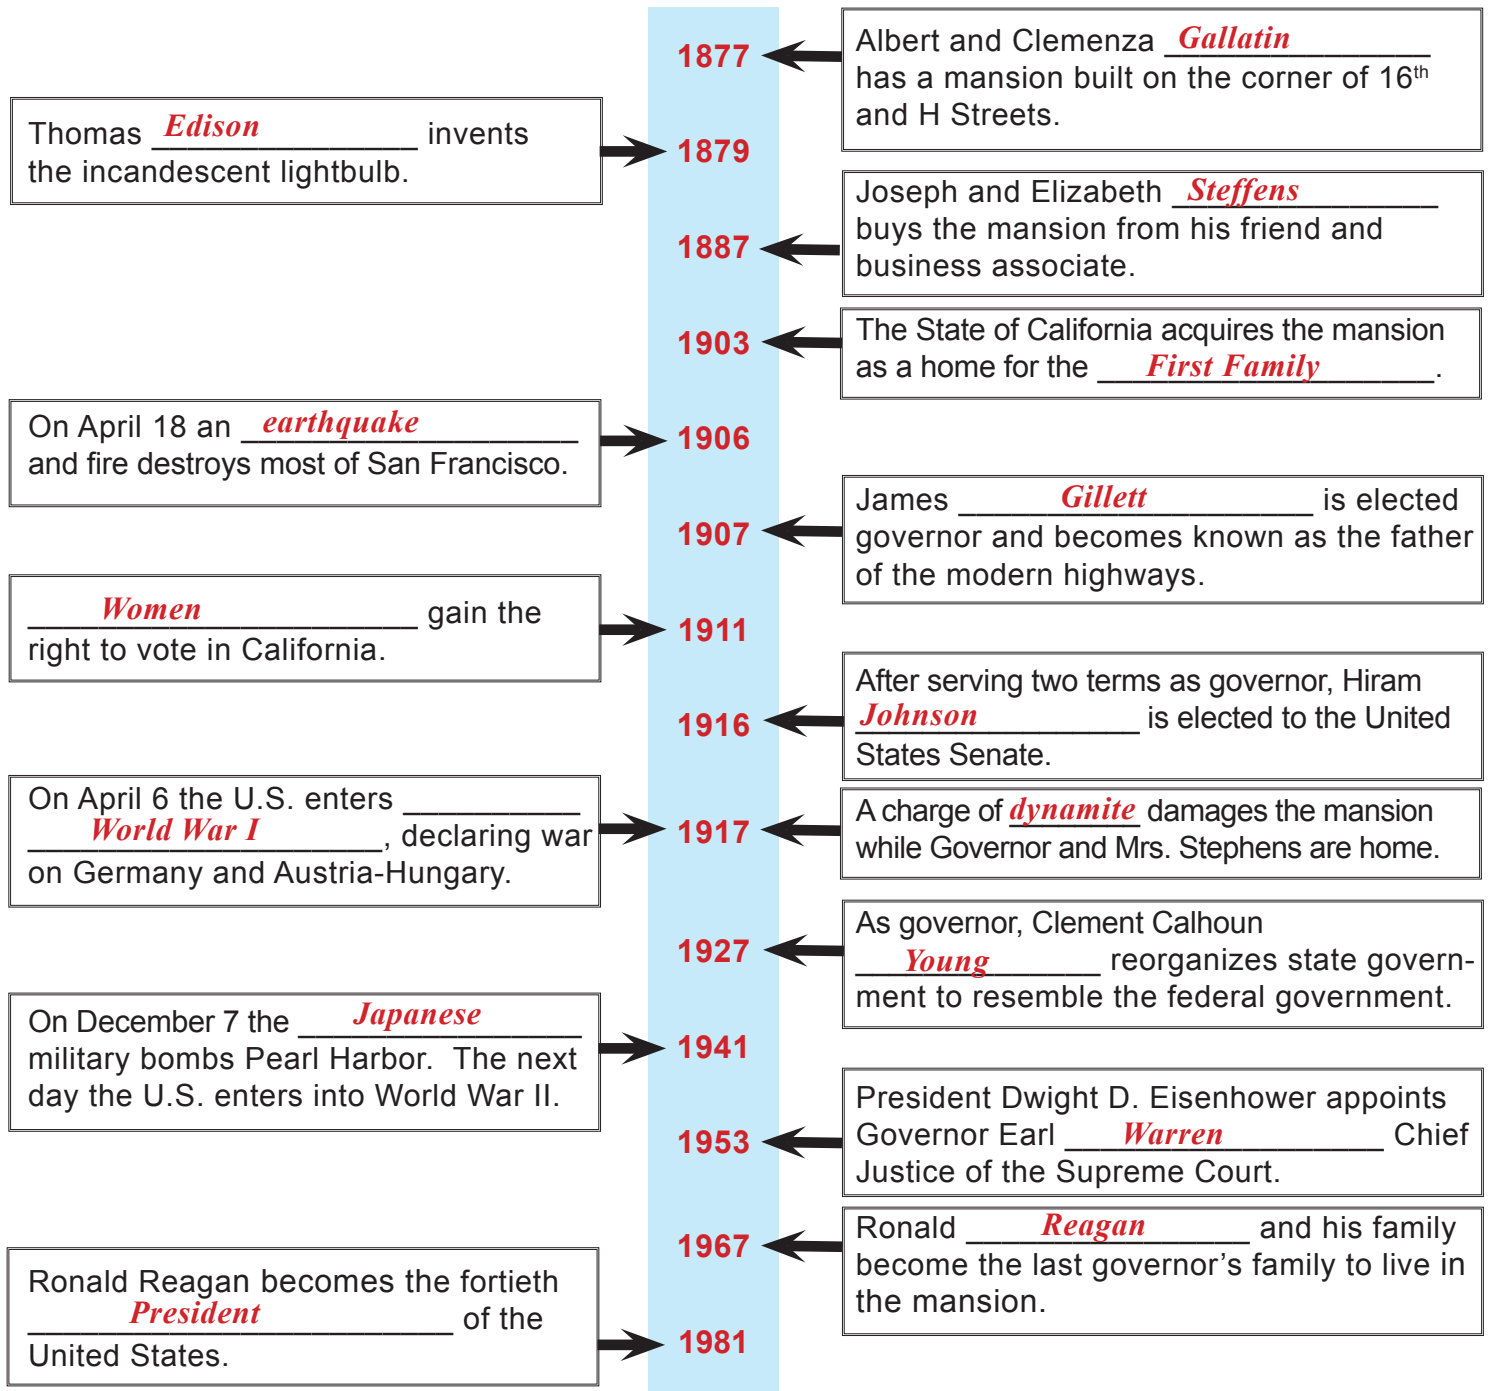 1877
Albert and Clemenza Gallatin
has a mansion built on the corner of 16th
and H Streets.
Thomas Edison invents
the incandescent lightbulb.
1879
Joseph and Elizabeth Steffens
buys the mansion from his friend and
business associate.
1887
The State of California acquires the mansion
as a home for the First Family.
1903
On April 18 an earthquake
and fire destroys most of San Francisco.
1906
James Gillett is elected
governor and becomes known as the father
of the modern highways.
1907
Women gain the
right to vote in California.
1911
After serving two terms as governor, Hiram
Johnson is elected to the United
States Senate.
1916
On April 6 the U.S. enters
World War I, declaring war
on Germany and Austria-Hungary.
1917
A charge of dynamite damages the mansion
while Governor and Mrs. Stephens are home.
As governor, Clement Calhoun
Young reorganizes state govern-
ment to resemble the federal government.
1927
On December 7 the Japanese
military bombs Pearl Harbor. The next
day the U.S. enters into World War II.
1941
President Dwight D. Eisenhower appoints
Governor Earl Warren Chief
Justice of the Supreme Court.
1953
Ronald Reagan and his family
become the last governor's family to live in
the mansion.
1967
Ronald Reagan becomes the fortieth
President of the
United States.
1981